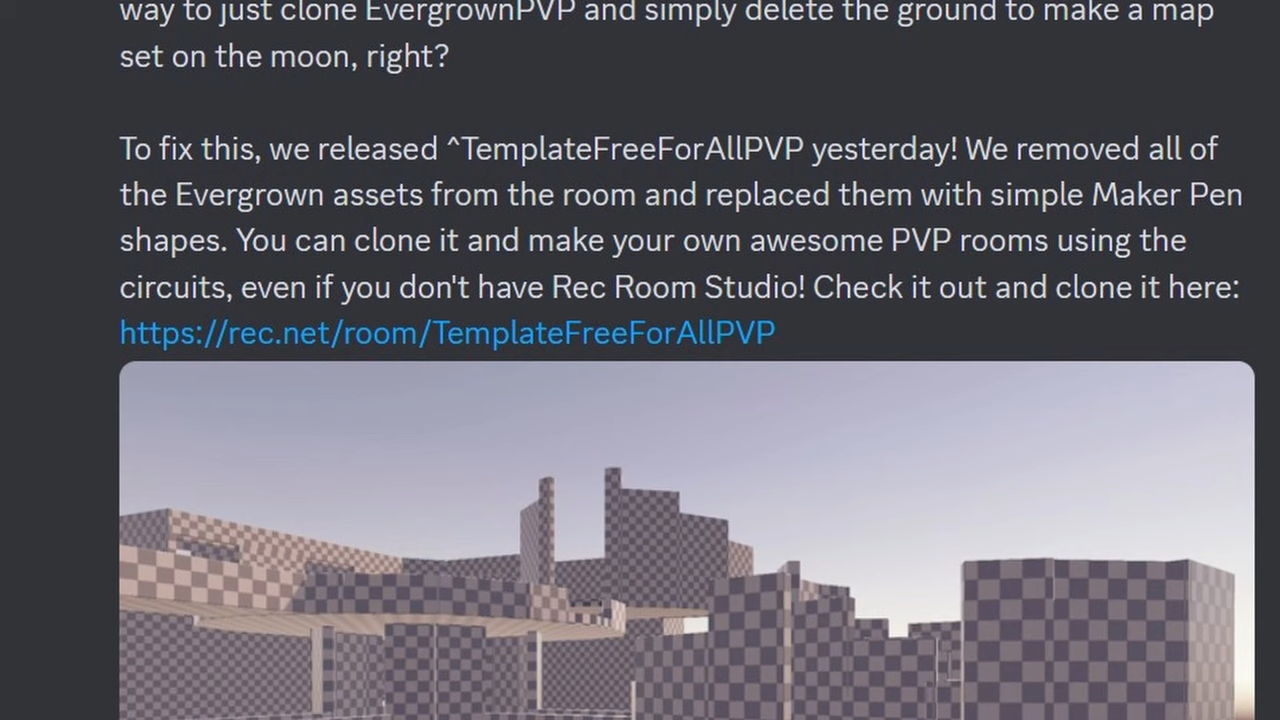 way to just clone EvergrownPVP and simply delete the ground to make a map
set on the moon, right?
To fix this, we released ^TemplateFreeForAllPVP yesterday! We removed all of
the Evergrown assets from the room and replaced them with simple Maker Pen
shapes. You can clone it and make your own awesome PVP rooms using the
circuits, even if you don't have Rec Room Studio! Check it out and clone it here:
https://rec.net/room/TemplateFreeForAllPVP